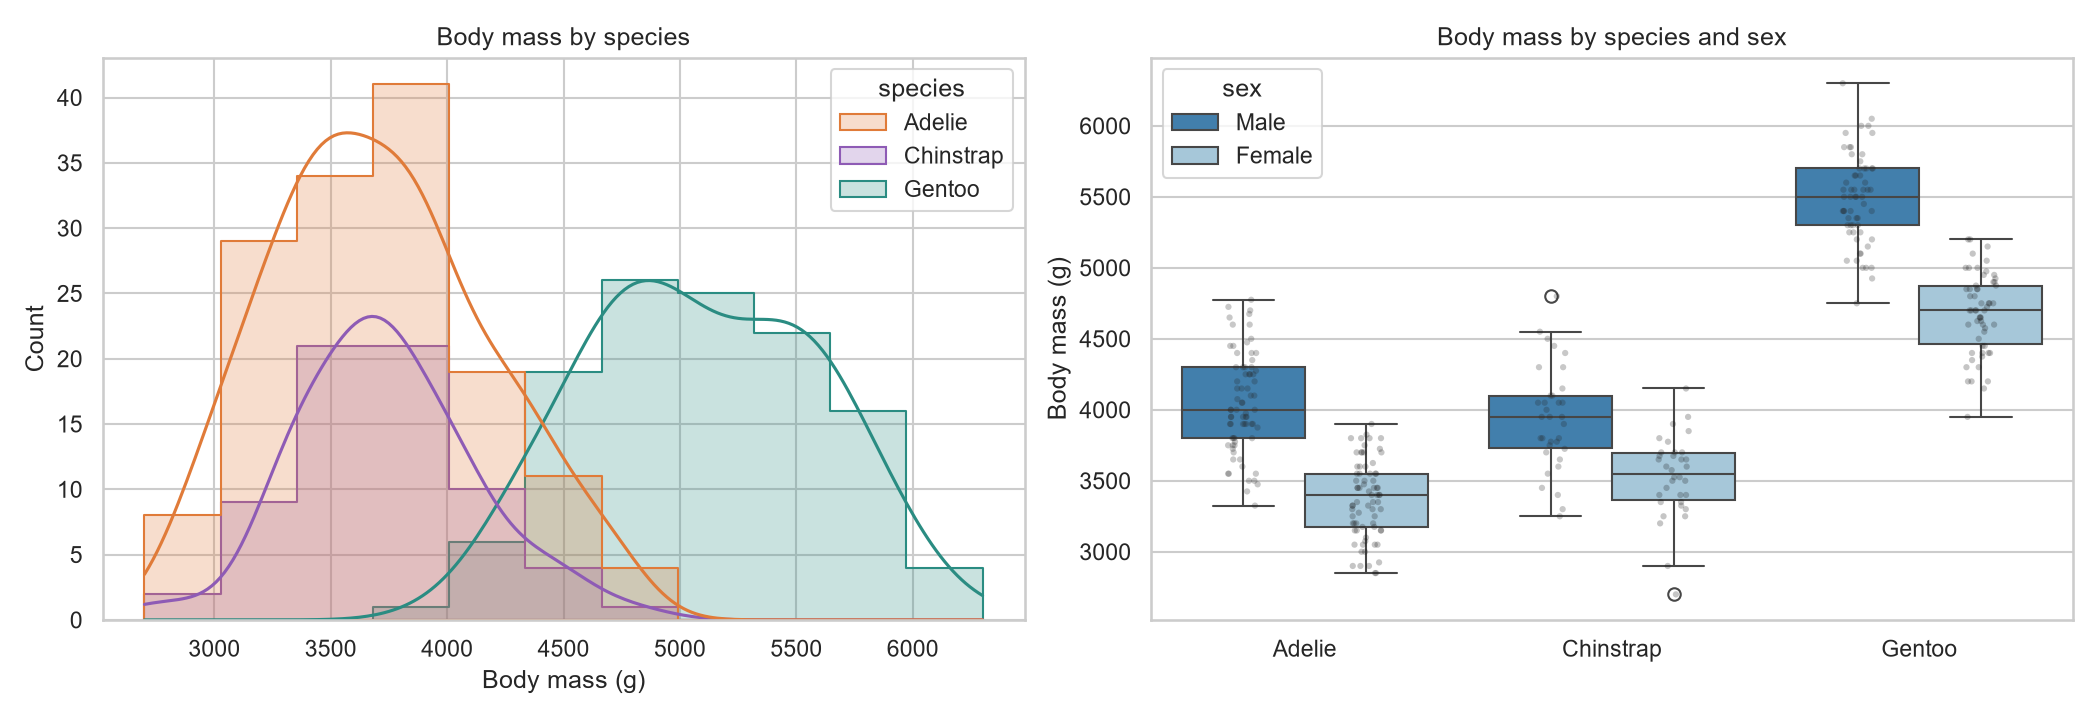 Body mass by species
Count
40
35
30
25
20
15
10
5
0
3000 3500 4000 4500 5000 5500 6000
Body mass (g)
species
Adelie
Chinstrap
Gentoo
Body mass by species and sex
Body mass (g)
6000
5500
5000
4500
4000
3500
3000
Adelie Chinstrap Gentoo
sex
Male
Female